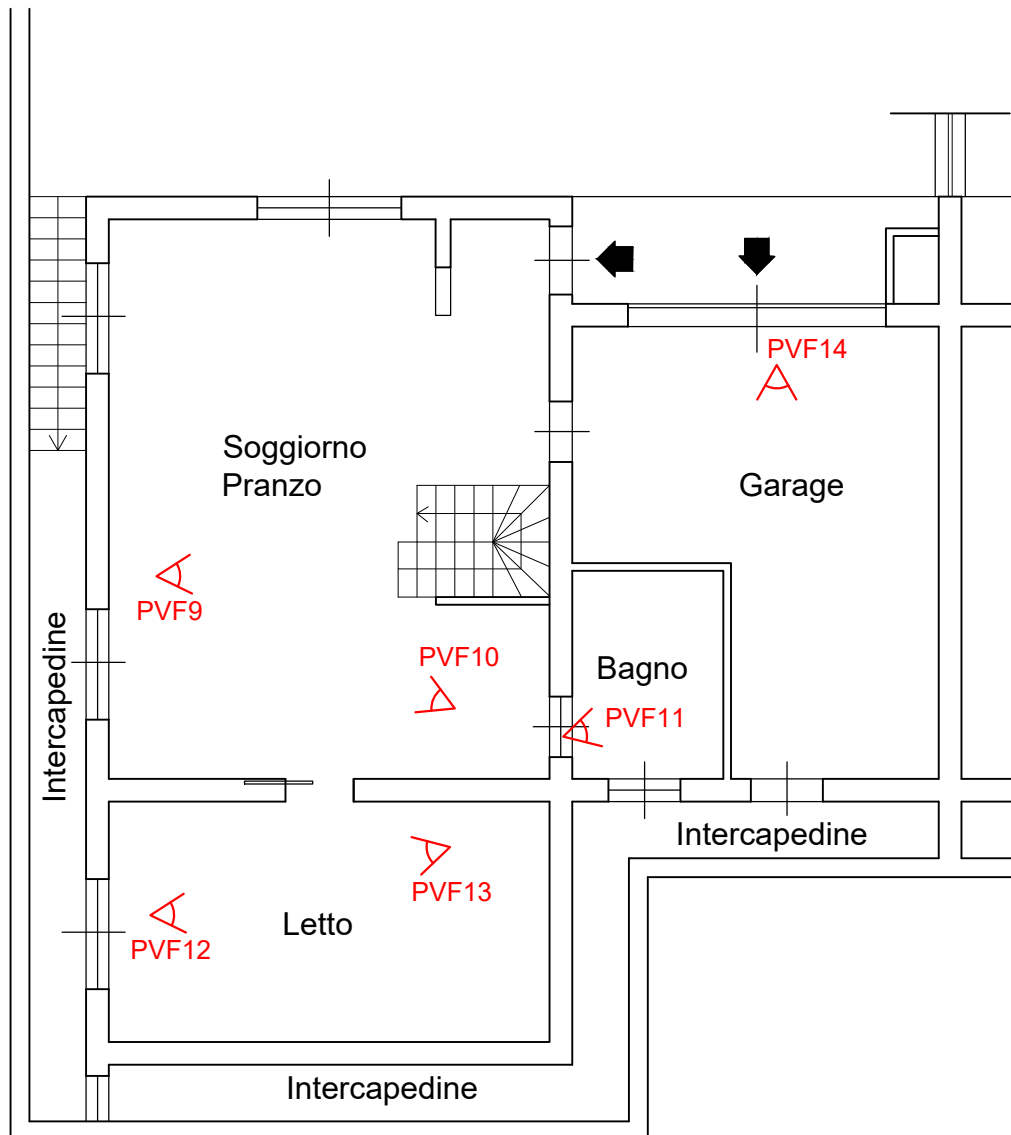 PVF14
Soggiorno
Pranzo
Garage
PVF9
Intercapedine
PVF10
Bagno
PVF11
Intercapedine
PVF13
Letto
PVF12
Intercapedine